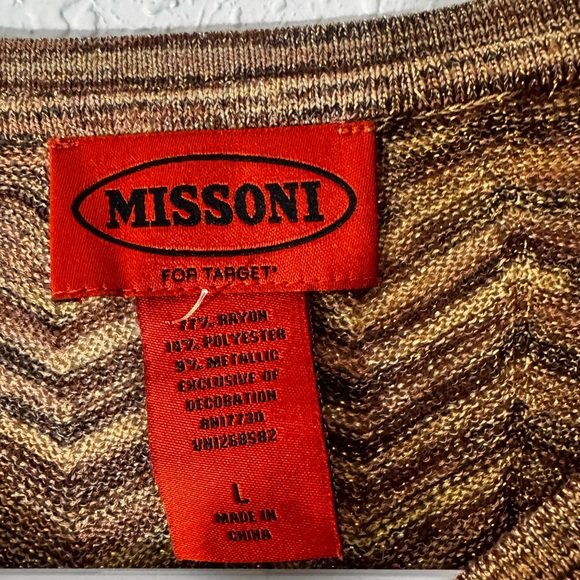 MISSONI
FOR TARGET*
77% RAYON
14% POLYESTER
9% METALLIC
EXCLUSIVE OF
DECORATION
RN17730
VN1268582
L
MADE IN
CHINA